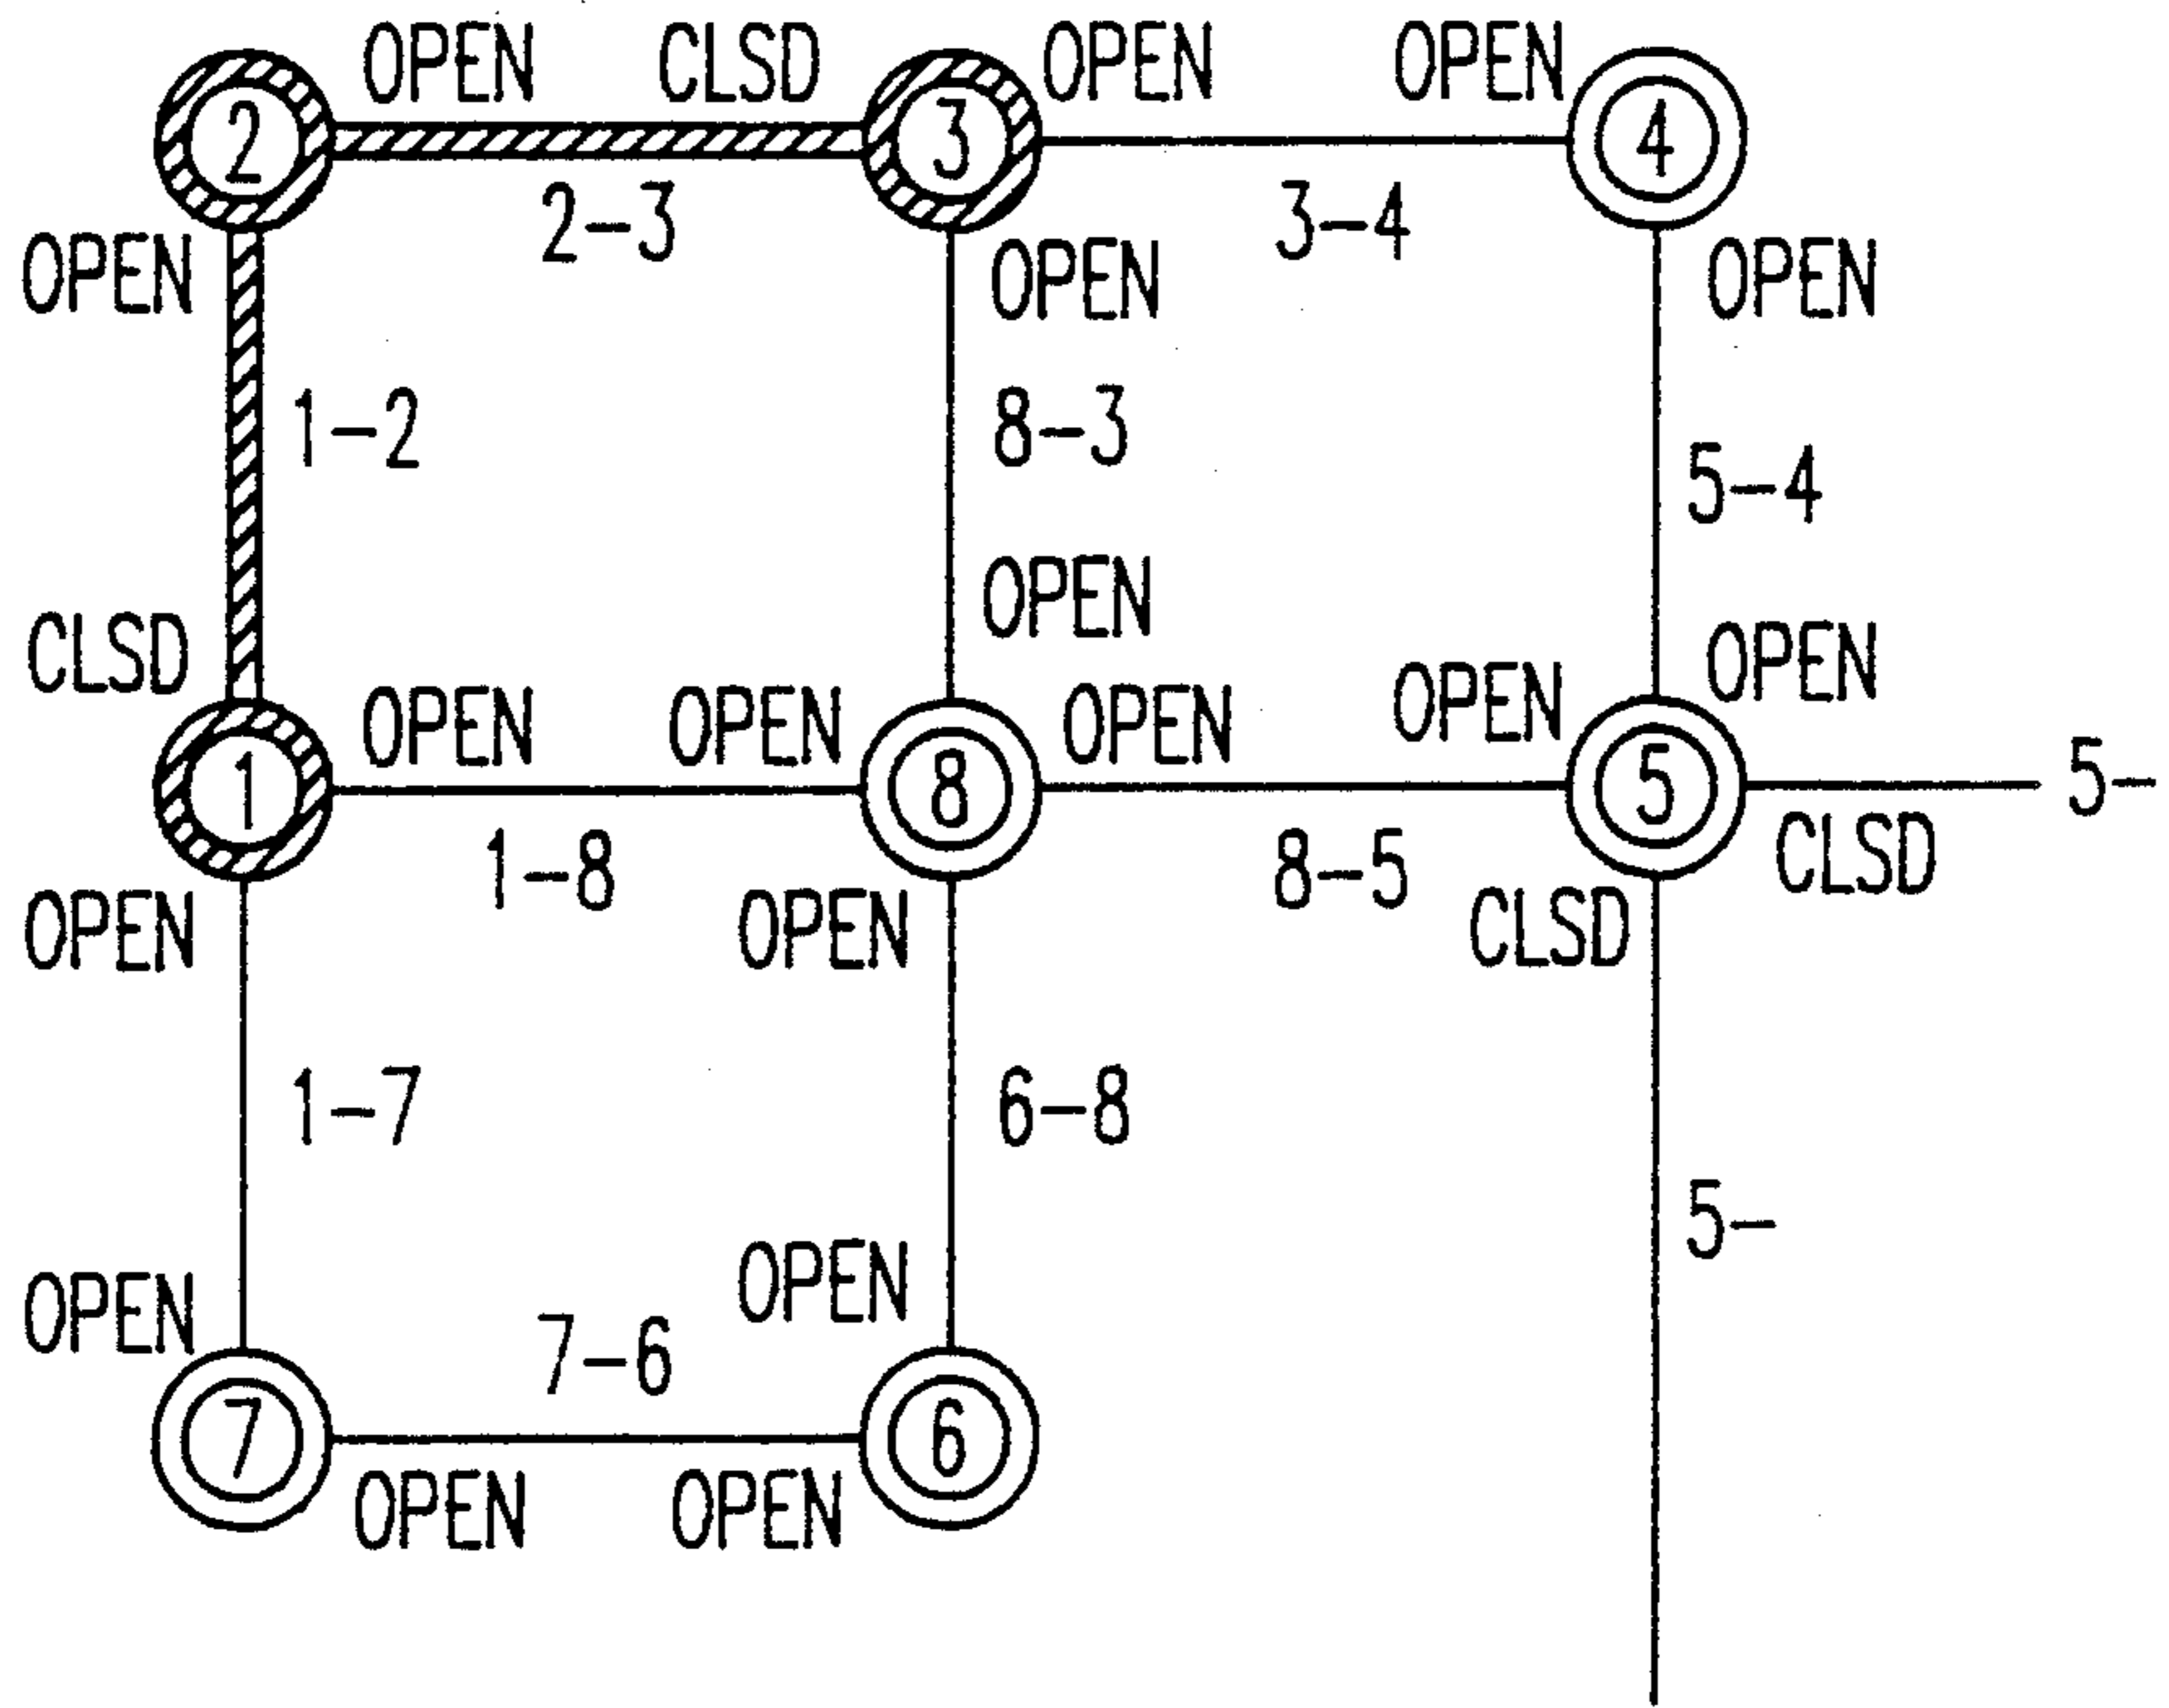 OPEN CLSD OPEN OPEN
2 3 4
2-3 3-4
OPEN OPEN OPEN
1-2 8-3 5-4
OPEN
CLSD OPEN
OPEN OPEN OPEN OPEN
1 8 5 5-
1-8 8-5 CLSD
OPEN OPEN CLSD
1-7 6-8
5-
OPEN OPEN
7-6
7 6
OPEN OPEN